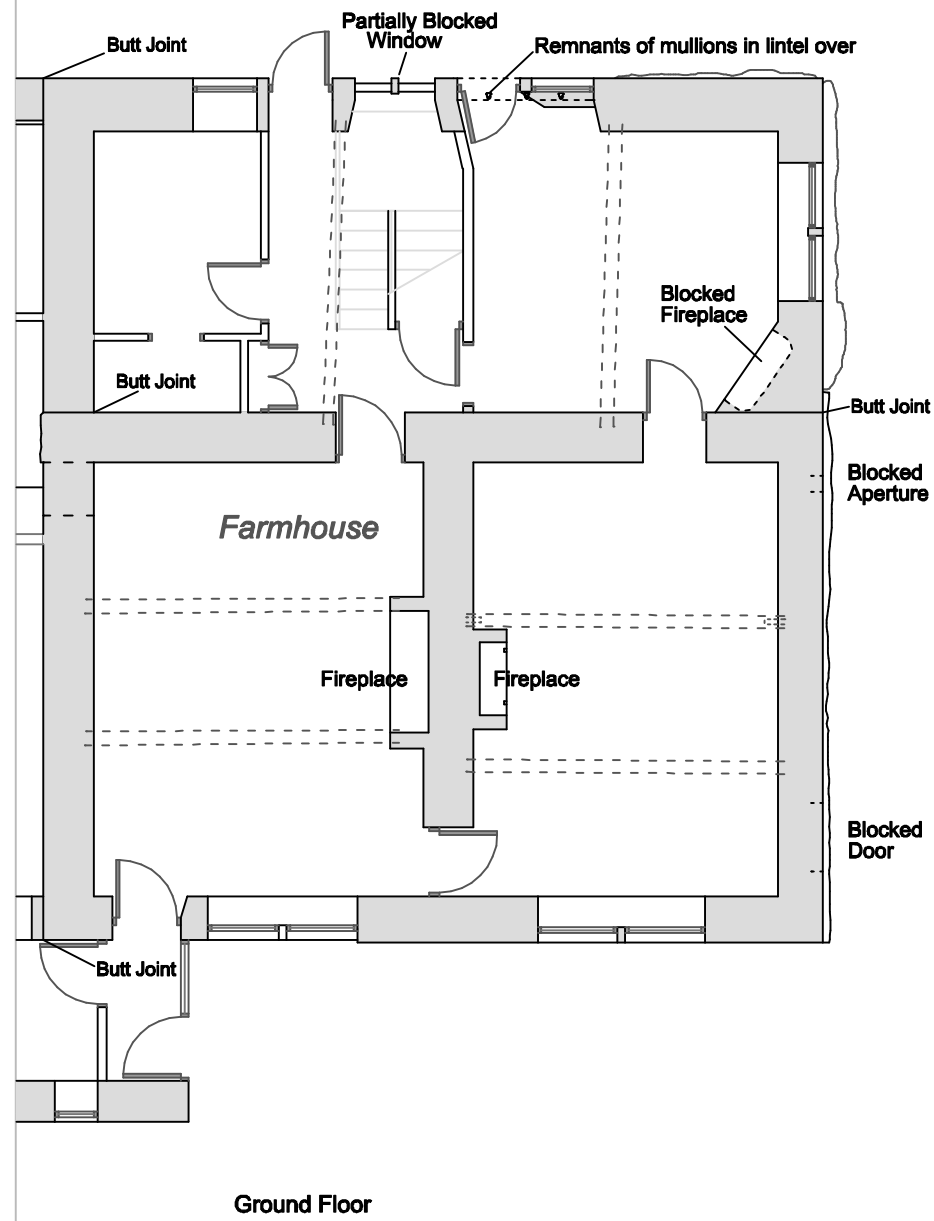 Partially Blocked
Window
Butt Joint
Remnants of mullions in lintel over
Blocked
Fireplace
Butt Joint
Butt Joint
Blocked
Aperture
Farmhouse
Fireplace
Fireplace
Blocked
Door
Butt Joint
Ground Floor